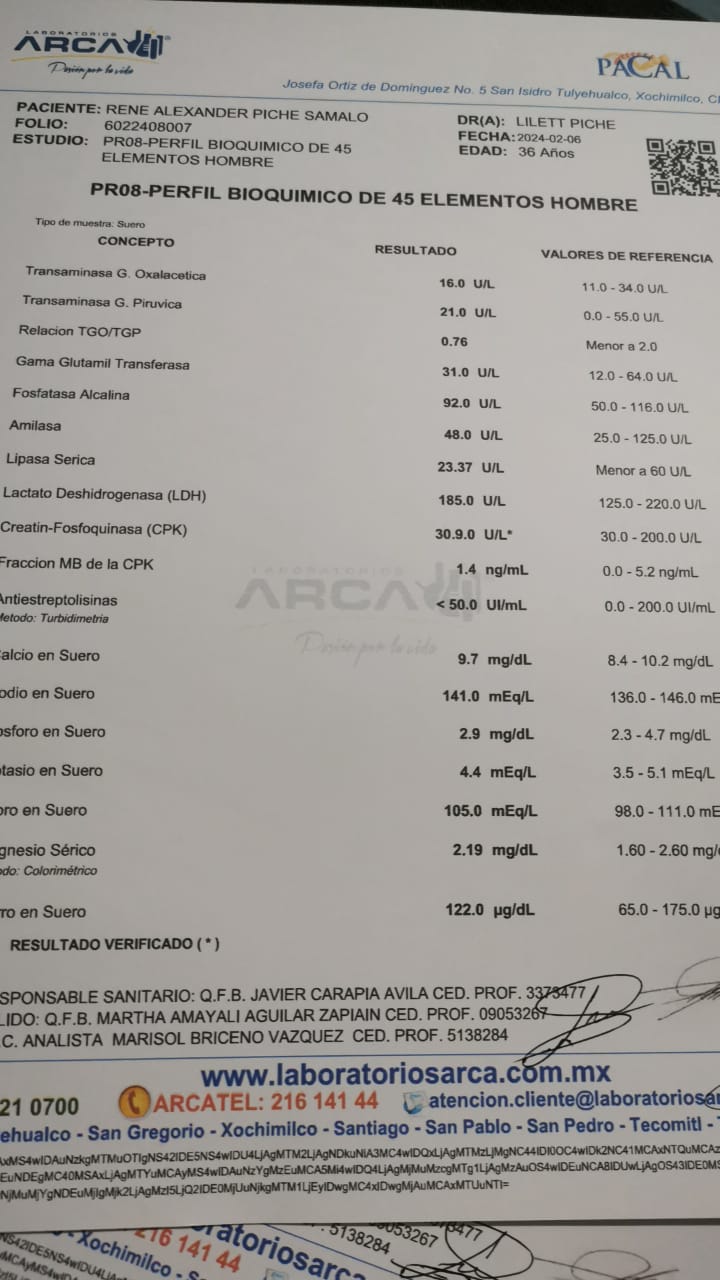 LABORATORIOS
ARCA
Pasión por la vida
PACAL
Josefa Ortiz de Dominguez No. 5 San Isidro Tulyehualco, Xochimilco,
PACIENTE: RENE ALEXANDER PICHE SAMALO
FOLIO: 6022408007
ESTUDIO: PR08-PERFIL BIOQUIMICO DE 45
ELEMENTOS HOMBRE
DR(A): LILETT PICHE
FECHA: 2024-02-06
EDAD: 36 Años
PR08-PERFIL BIOQUIMICO DE 45 ELEMENTOS HOMBRE
Tipo de muestra: Suero
CONCEPTO RESULTADO VALORES DE REFERENCIA
Transaminasa G. Oxalacetica 16.0 U/L 11.0 - 34.0 U/L
Transaminasa G. Piruvica 21.0 U/L 0.0 - 55.0 U/L
Relacion TGO/TGP 0.76 Menor a 2.0
Gama Glutamil Transferasa 31.0 U/L 12.0 - 64.0 U/L
Fosfatasa Alcalina 92.0 U/L 50.0 - 116.0 U/L
Amilasa 48.0 U/L 25.0 - 125.0 U/L
Lipasa Serica 23.37 U/L Menor a 60 U/L
Lactato Deshidrogenasa (LDH) 185.0 U/L 125.0 - 220.0 U/L
Creatin-Fosfoquinasa (CPK) 30.9.0 U/L* 30.0 - 200.0 U/L
Fraccion MB de la CPK 1.4 ng/mL 0.0 - 5.2 ng/mL
Antiestreptolisinas < 50.0 UI/mL 0.0 - 200.0 UI/mL
Metodo: Turbidimetria
LABORATORIOS
ARCA
Pasión por la vida
alcio en Suero 9.7 mg/dL 8.4 - 10.2 mg/dL
odio en Suero 141.0 mEq/L 136.0 - 146.0 mE
osforo en Suero 2.9 mg/dL 2.3 - 4.7 mg/dL
otasio en Suero 4.4 mEq/L 3.5 - 5.1 mEq/L
oro en Suero 105.0 mEq/L 98.0 - 111.0 mE
gnesio Sérico 2.19 mg/dL 1.60 - 2.60 mg/
odo: Colorimétrico
rro en Suero 122.0 µg/dL 65.0 - 175.0 µg
RESULTADO VERIFICADO ( * )
SPONSABLE SANITARIO: Q.F.B. JAVIER CARAPIA AVILA CED. PROF. 3373477
LIDO: Q.F.B. MARTHA AMAYALI AGUILAR ZAPIAIN CED. PROF. 09053267
.C. ANALISTA MARISOL BRICENO VAZQUEZ CED. PROF. 5138284
www.laboratoriosarca.com.mx
21 0700 ARCATEL: 216 141 44 atencion.cliente@laboratoriosar
ehualco - San Gregorio - Xochimilco - Santiago - San Pablo - San Pedro - Tecomitl -
5138284
053267
3477
Xochimilco -
216 141 44
laboratoriosarca